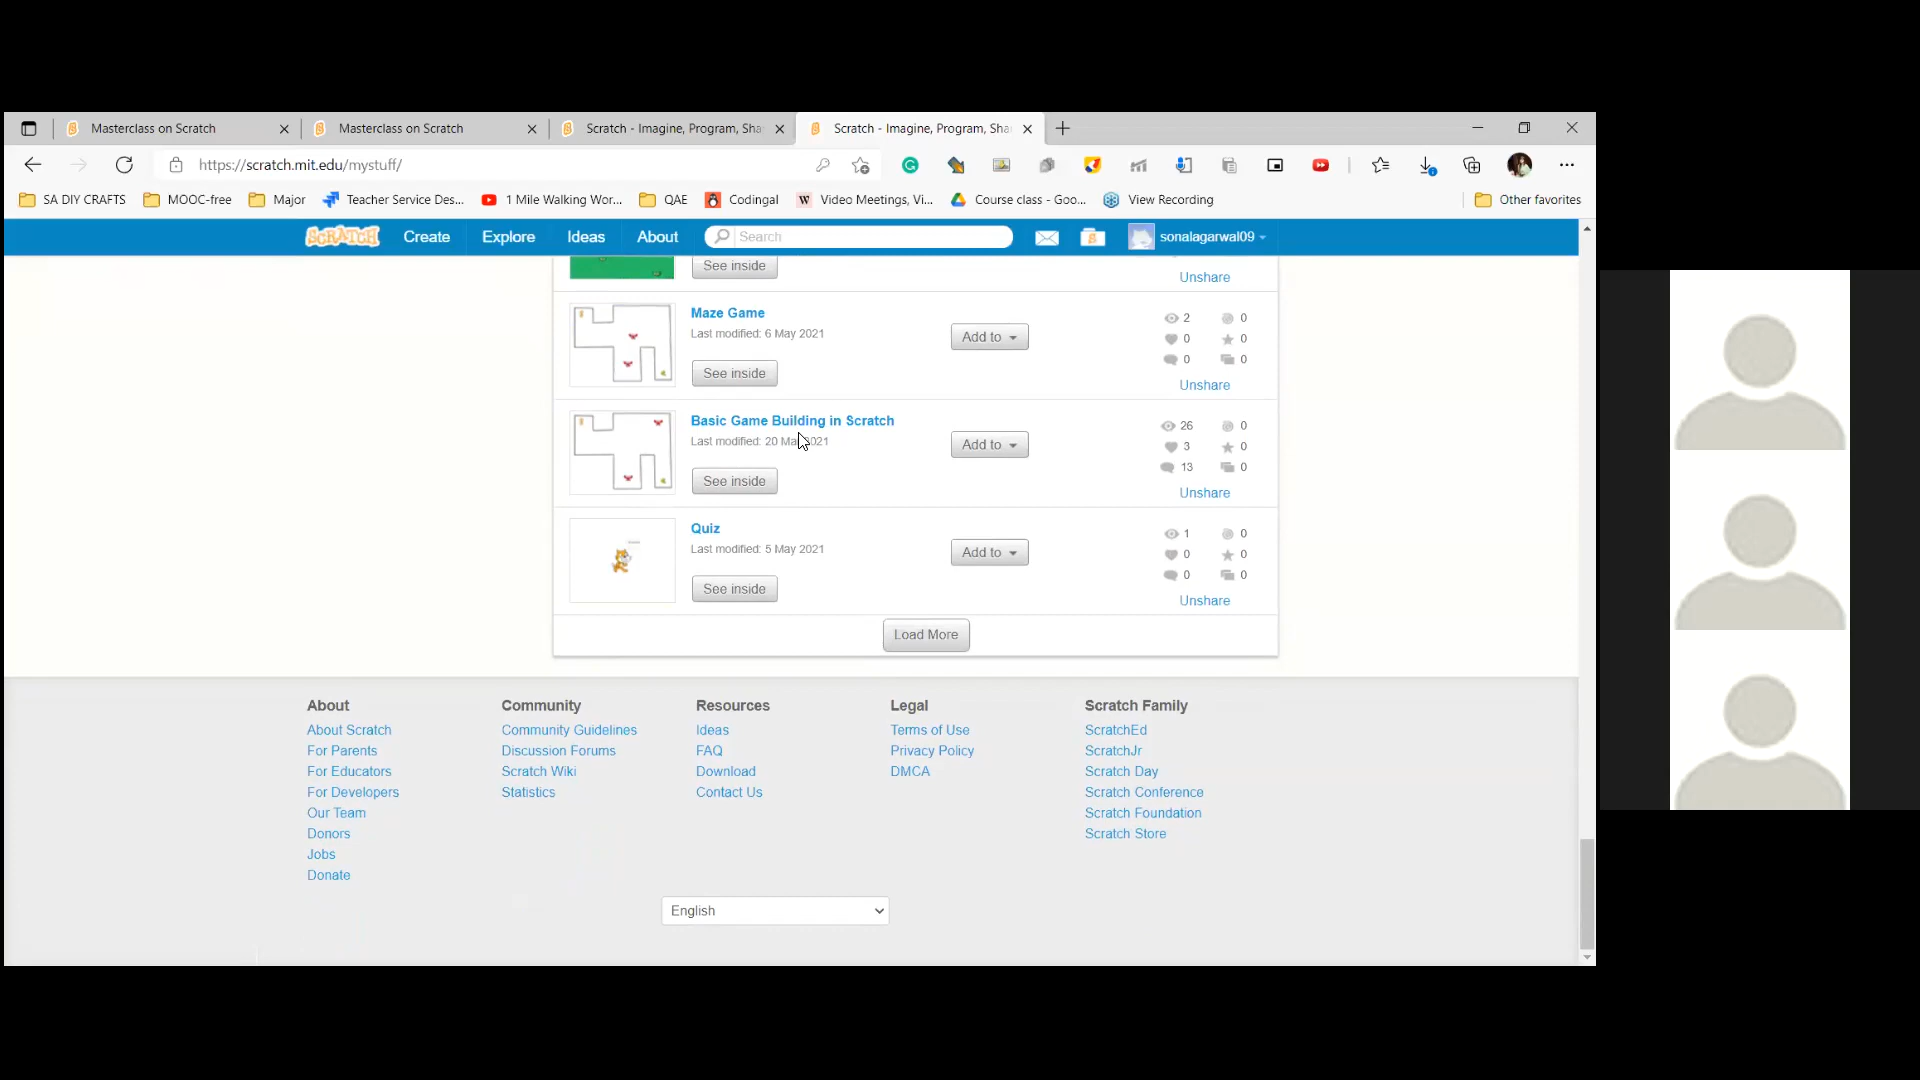 Masterclass on Scratch
Masterclass on Scratch
Scratch - Imagine, Program, Sha
Scratch - Imagine, Program, Sha
https://scratch.mit.edu/mystuff/
SA DIY CRAFTS
MOOC-free
Major
Teacher Service Des...
1 Mile Walking Wor...
QAE
Codingal
Video Meetings, Vi...
Course class - Goo...
View Recording
Other favorites
SCRATCH
Create
Explore
Ideas
About
Search
sonalagarwal09
See inside
Unshare
Maze Game
Last modified: 6 May 2021
See inside
Add to
2
0
0
0
0
0
Unshare
Basic Game Building in Scratch
Last modified: 20 Ma 2021
See inside
Add to
26
0
3
0
13
0
Unshare
Quiz
Last modified: 5 May 2021
See inside
Add to
1
0
0
0
0
0
Unshare
Load More
About
About Scratch
For Parents
For Educators
For Developers
Our Team
Donors
Jobs
Donate
Community
Community Guidelines
Discussion Forums
Scratch Wiki
Statistics
Resources
Ideas
FAQ
Download
Contact Us
Legal
Terms of Use
Privacy Policy
DMCA
Scratch Family
ScratchEd
ScratchJr
Scratch Day
Scratch Conference
Scratch Foundation
Scratch Store
English